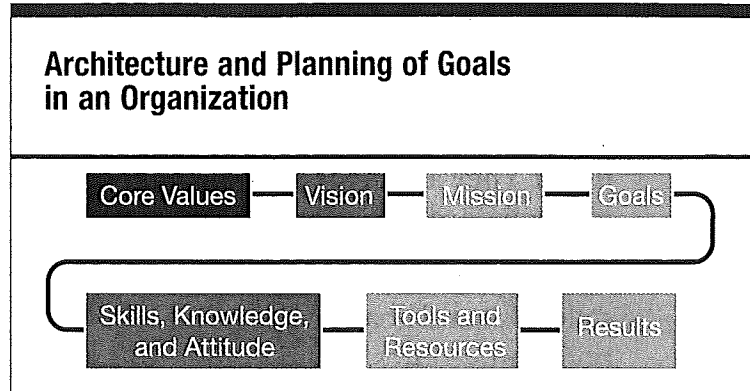 Architecture and Planning of Goals
in an Organization
Core Values
Vision
Mission
Goals
Skills, Knowledge,
and Attitude
Tools and
Resources
Results